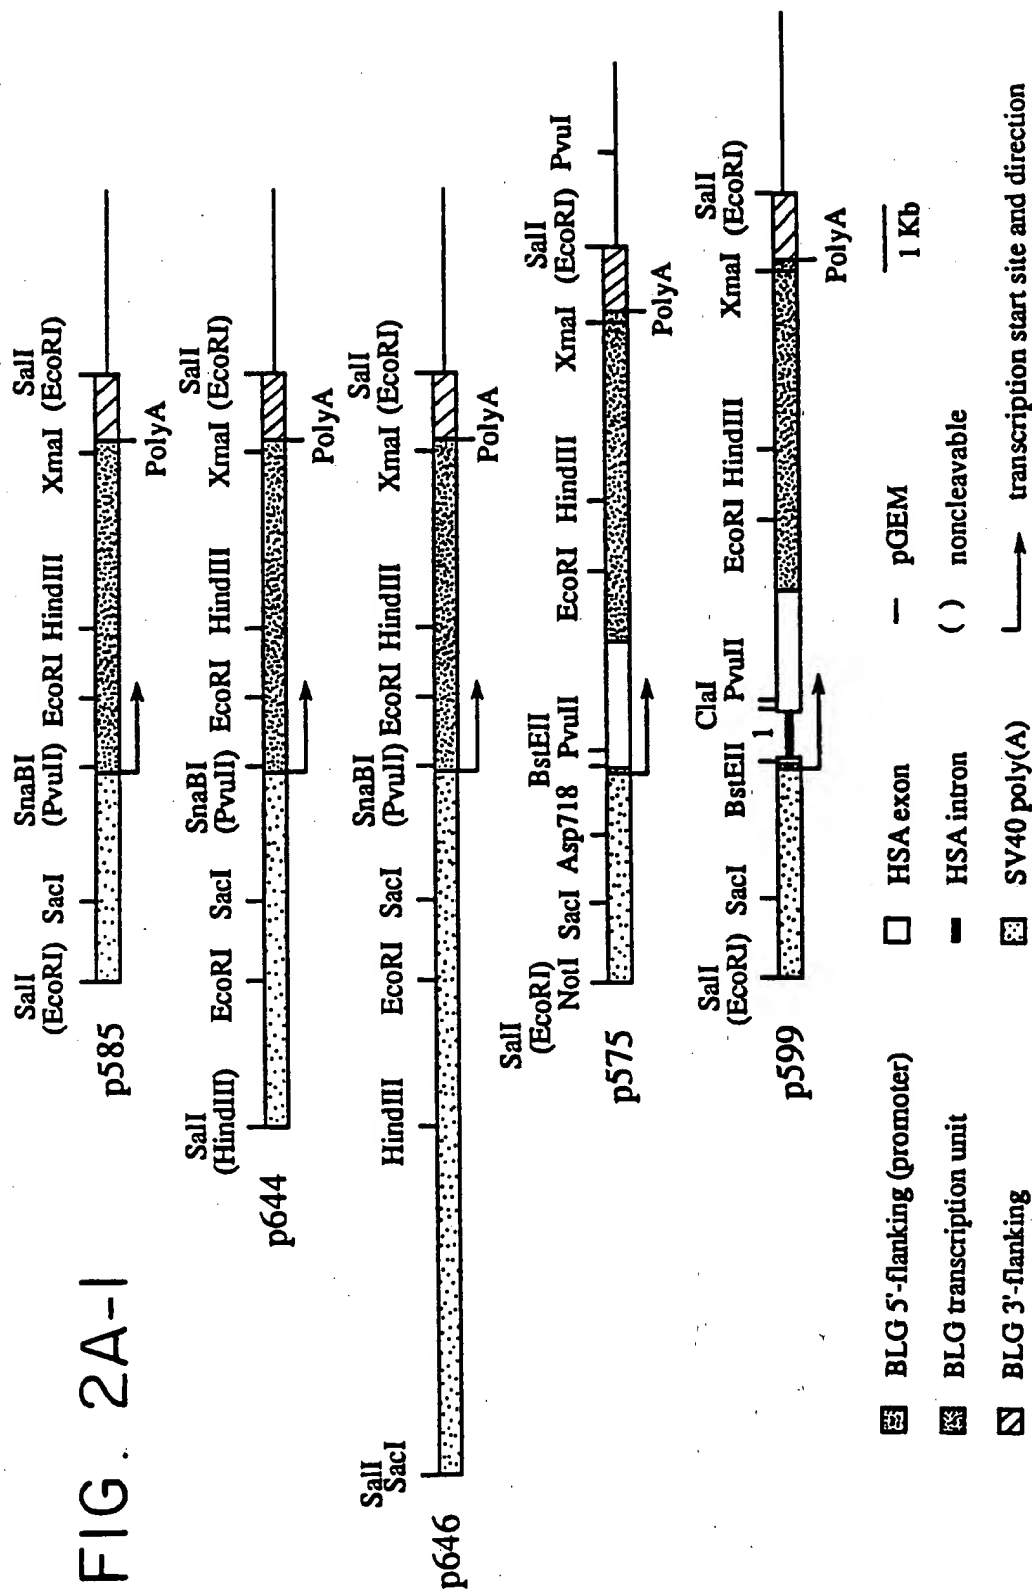 FIG. 2A-1
SalI
(EcoRI) SacI SnaBI
(PvuII) EcoRI HindIII XmaI SalI
(EcoRI)
p585
PolyA
SalI
(HindIII) EcoRI SacI SnaBI
(PvuII) EcoRI HindIII XmaI SalI
(EcoRI)
p644
PolyA
SalI
SacI HindIII EcoRI SacI SnaBI
(PvuII) EcoRI HindIII XmaI SalI
(EcoRI)
p646
PolyA
SalI
(EcoRI)
NotI SacI Asp718 BstEII
PvuII EcoRI HindIII XmaI SalI
(EcoRI) PvuI
p575
PolyA
SalI
(EcoRI) SacI BstEII 1 ClaI
PvuII EcoRI HindIII XmaI SalI
(EcoRI)
p599
PolyA
BLG 5'-flanking (promoter) HSA exon pGEM 1 Kb
BLG transcription unit HSA intron ( ) noncleavable
BLG 3'-flanking SV40 poly(A) transcription start site and direction